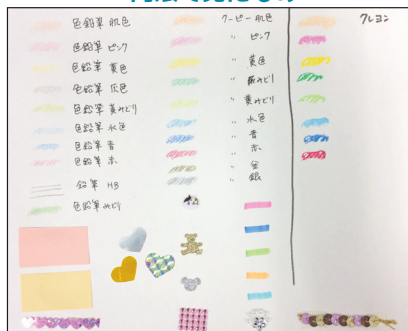 色鉛筆 肌色
色鉛筆 ピンク
色鉛筆 黄色
色鉛筆 灰色
色鉛筆 黄みどり
色鉛筆 水色
色鉛筆 青
色鉛筆 赤
鉛筆 HB
色鉛筆みどり
クーピー 肌色
〃 ピンク
〃 黄色
〃 みどり
〃 黄みどり
〃 水色
〃 青
〃 赤
〃 金
〃 銀
クレヨン